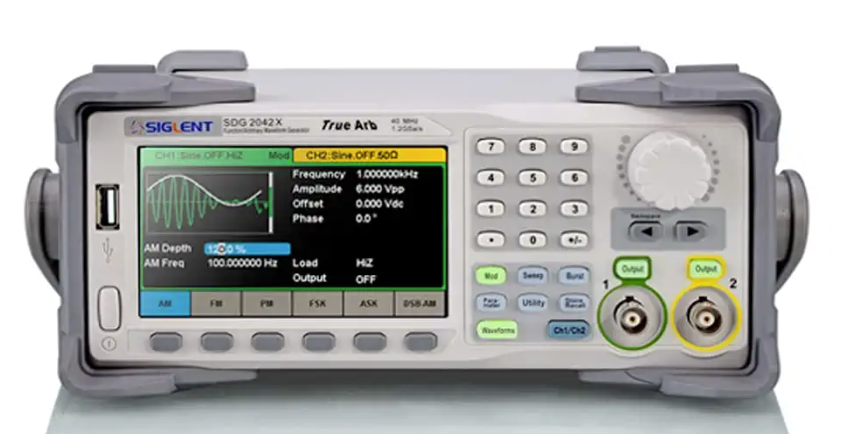 SIGLENT
SDG 2042X
Function/Arbitrary Waveform Generator
True Arb
40 MHz
1.2GSa/s
CH1:Sine.OFF.HiZ Mod
CH2:Sine.OFF.50Ω
Frequency 1.000000kHz
Amplitude 6.000 Vpp
Offset 0.000 Vdc
Phase 0.0 °
AM Depth
AM Freq 100.000000 Hz
Load HiZ
Output OFF
AM FM PM FSK ASK DSB-AM
7 8 9
4 5 6
1 2 3
• 0 +/-
Mod Sweep Burst
Para-
meter
Utility
Store
Recall
Waveforms
Ch1/Ch2
Output
Output
1
2